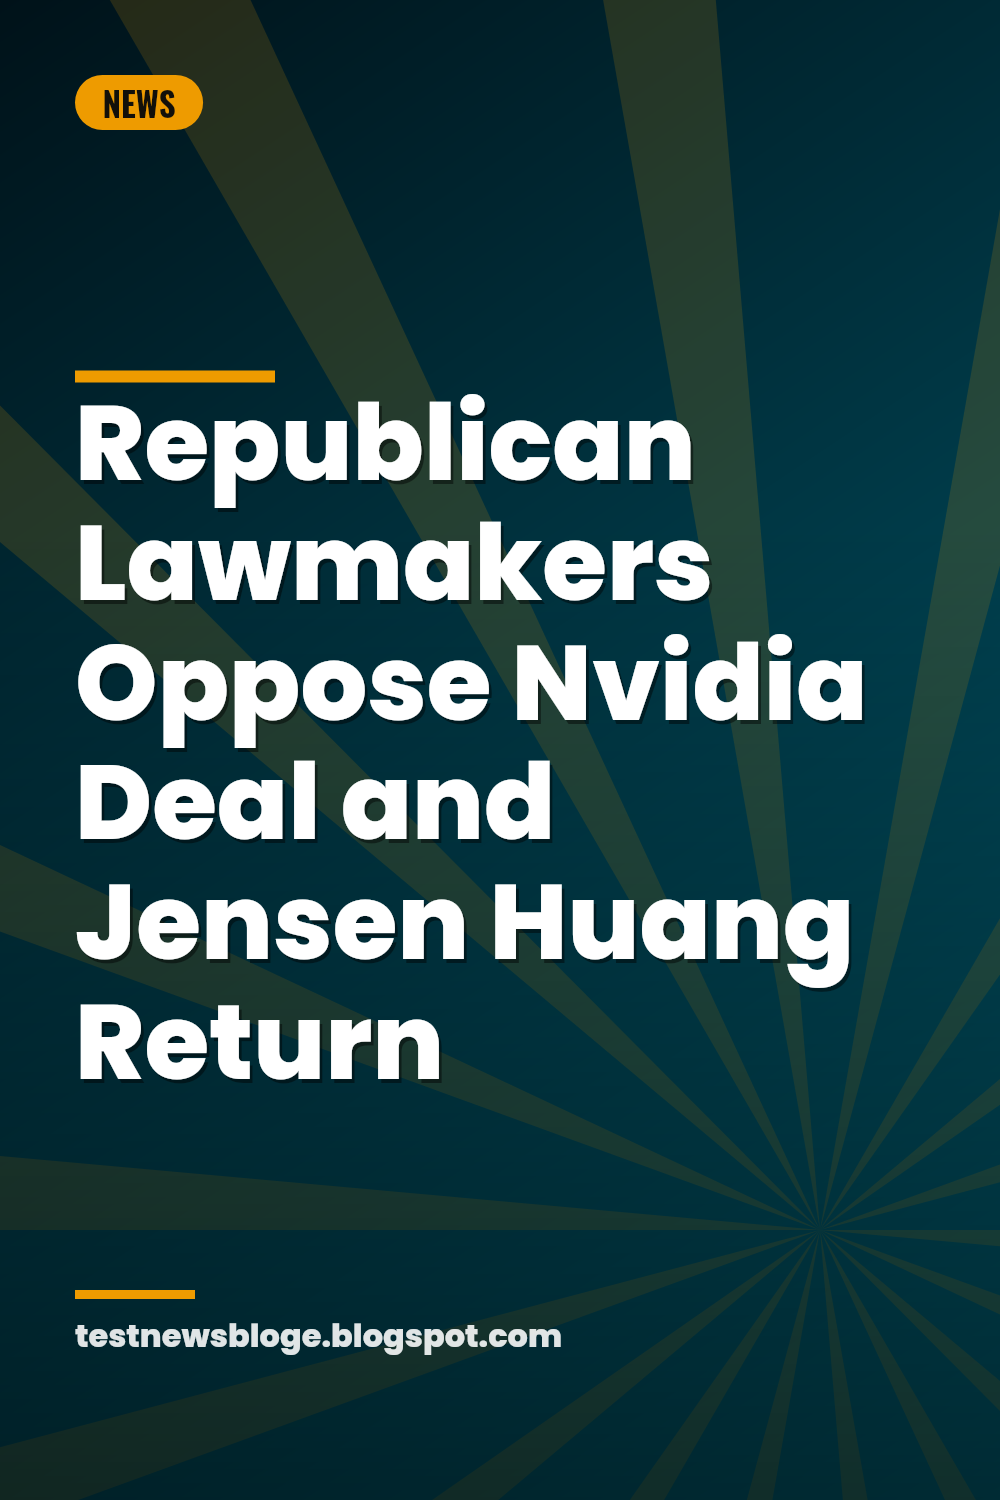 NEWS
Republican
Lawmakers
Oppose Nvidia
Deal and
Jensen Huang
Return
testnewsbloge.blogspot.com